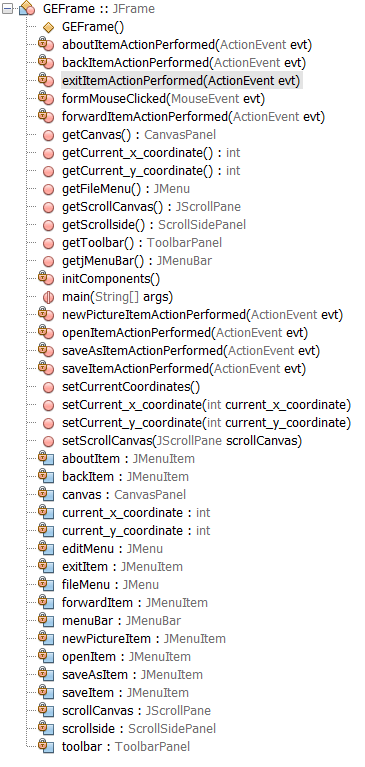 GEFrame :: JFrame
GEFrame()
aboutItemActionPerformed(ActionEvent evt)
backItemActionPerformed(ActionEvent evt)
exitItemActionPerformed(ActionEvent evt)
formMouseClicked(MouseEvent evt)
forwardItemActionPerformed(ActionEvent evt)
getCanvas() : CanvasPanel
getCurrent_x_coordinate() : int
getCurrent_y_coordinate() : int
getFileMenu() : JMenu
getScrollCanvas() : JScrollPane
getScrollside() : ScrollSidePanel
getToolbar() : ToolbarPanel
getjMenuBar() : JMenuBar
initComponents()
main(String[] args)
newPictureItemActionPerformed(ActionEvent evt)
openItemActionPerformed(ActionEvent evt)
saveAsItemActionPerformed(ActionEvent evt)
saveItemActionPerformed(ActionEvent evt)
setCurrentCoordinates()
setCurrent_x_coordinate(int current_x_coordinate)
setCurrent_y_coordinate(int current_y_coordinate)
setScrollCanvas(JScrollPane scrollCanvas)
aboutItem : JMenuItem
backItem : JMenuItem
canvas : CanvasPanel
current_x_coordinate : int
current_y_coordinate : int
editMenu : JMenu
exitItem : JMenuItem
fileMenu : JMenu
forwardItem : JMenuItem
menuBar : JMenuBar
newPictureItem : JMenuItem
openItem : JMenuItem
saveAsItem : JMenuItem
saveItem : JMenuItem
scrollCanvas : JScrollPane
scrollside : ScrollSidePanel
toolbar : ToolbarPanel